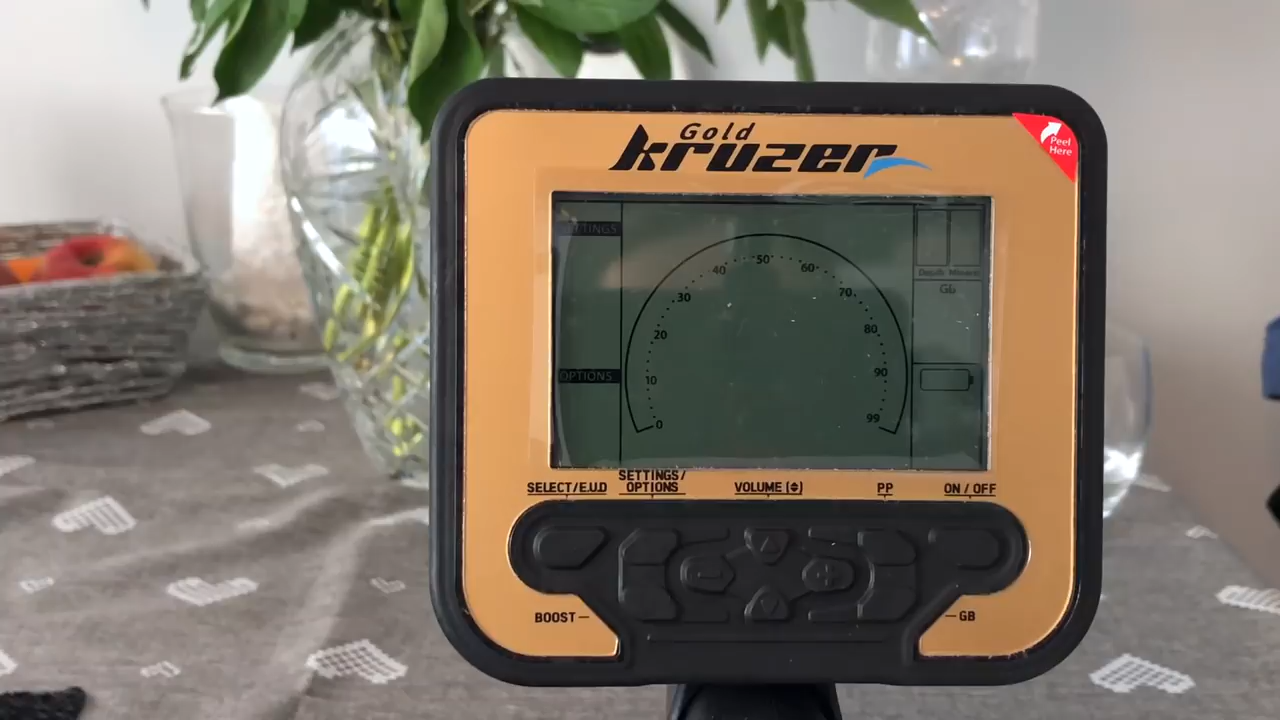 Gold
Kruzer
Peel
Here
SETTINGS
Depth Mineral
GB
50
40
60
30
70
20
80
10
90
0
99
OPTIONS
SELECT/E.U.D
SETTINGS/
OPTIONS
VOLUME
PP
ON / OFF
BOOST
GB